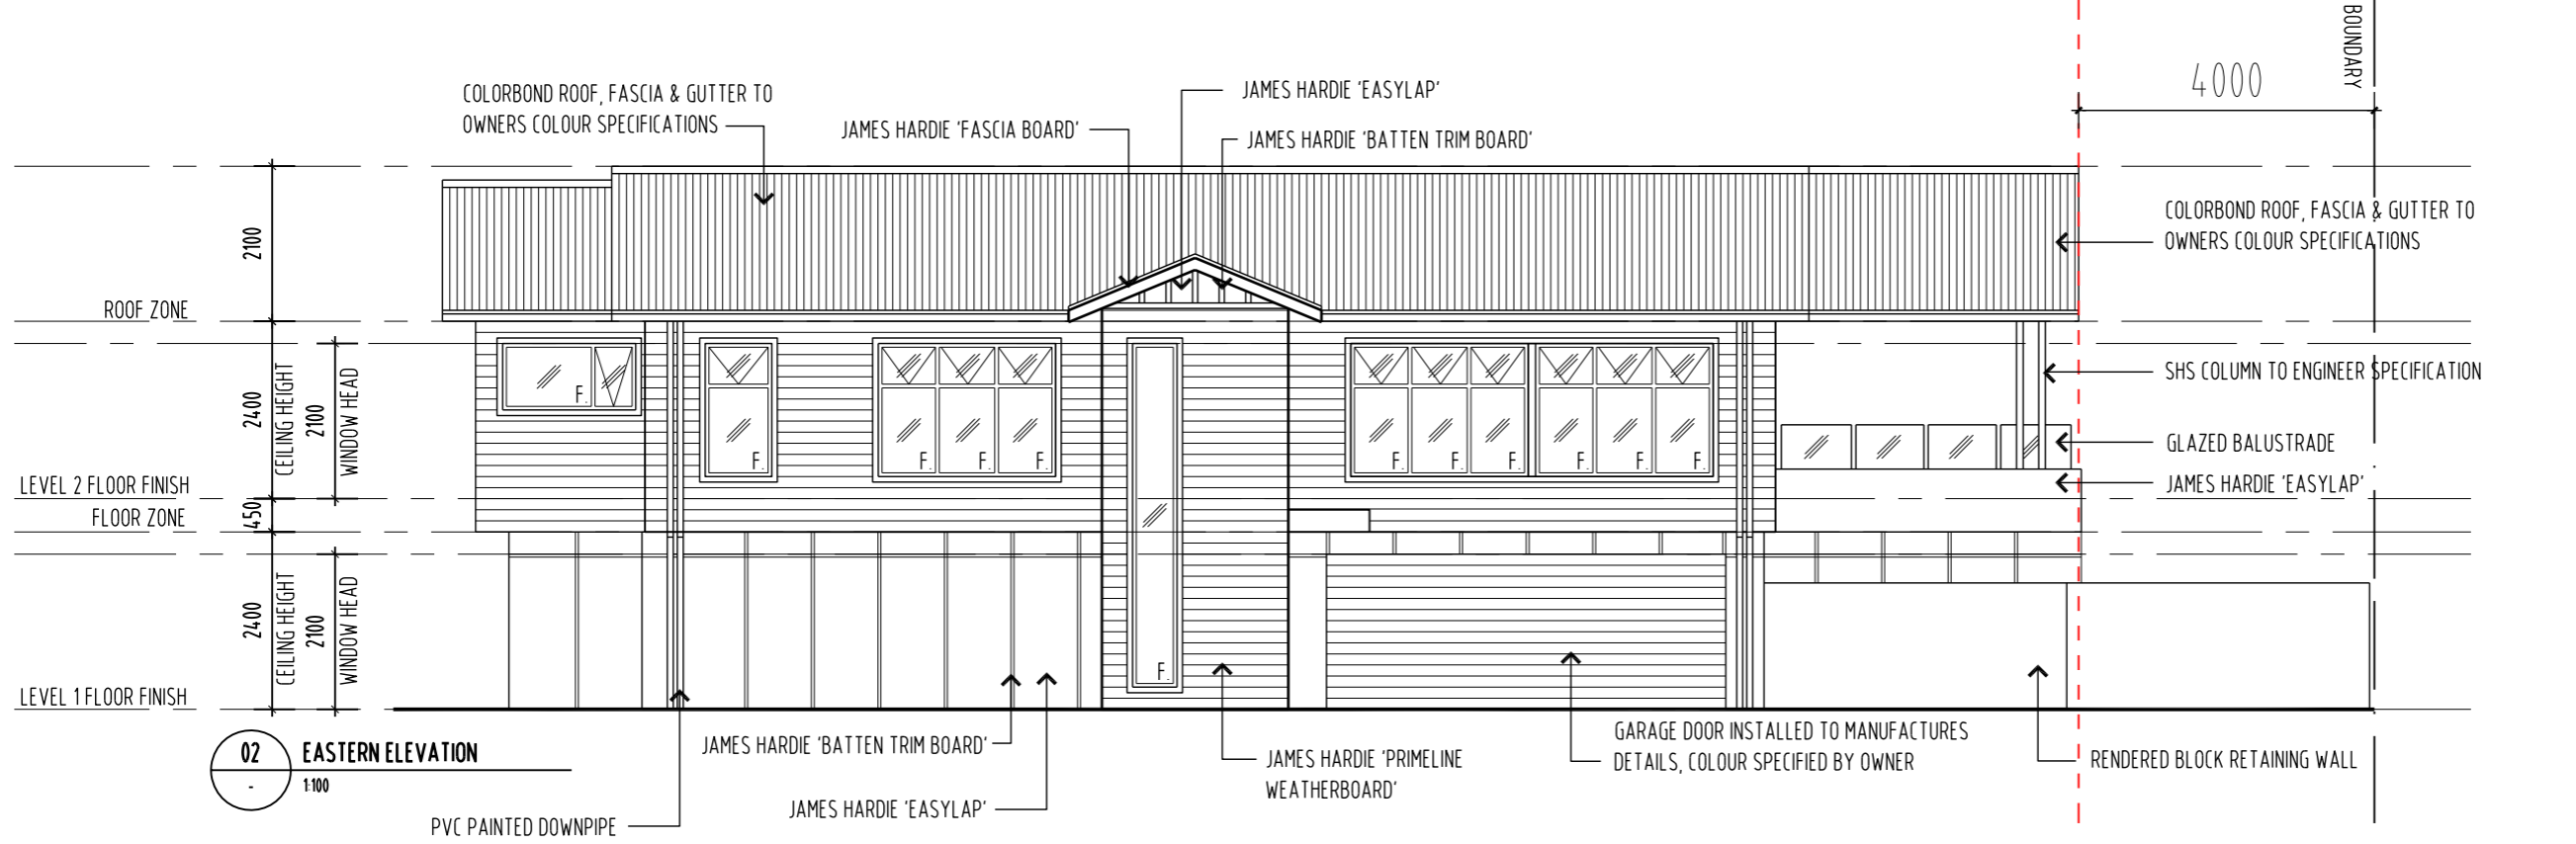 BOUNDARY
4000
COLORBOND ROOF, FASCIA & GUTTER TO
OWNERS COLOUR SPECIFICATIONS
JAMES HARDIE 'FASCIA BOARD'
JAMES HARDIE 'EASYLAP'
JAMES HARDIE 'BATTEN TRIM BOARD'
COLORBOND ROOF, FASCIA & GUTTER TO
OWNERS COLOUR SPECIFICATIONS
2100
ROOF ZONE
2400
CEILING HEIGHT
2100
WINDOW HEAD
F.
F.
F.
F.
F.
F.
F.
F.
F.
F.
F.
SHS COLUMN TO ENGINEER SPECIFICATION
GLAZED BALUSTRADE
JAMES HARDIE 'EASYLAP'
LEVEL 2 FLOOR FINISH
FLOOR ZONE
450
2400
CEILING HEIGHT
2100
WINDOW HEAD
F.
LEVEL 1 FLOOR FINISH
02
EASTERN ELEVATION
-
1:100
PVC PAINTED DOWNPIPE
JAMES HARDIE 'BATTEN TRIM BOARD'
JAMES HARDIE 'EASYLAP'
JAMES HARDIE 'PRIMELINE
WEATHERBOARD'
GARAGE DOOR INSTALLED TO MANUFACTURES
DETAILS, COLOUR SPECIFIED BY OWNER
RENDERED BLOCK RETAINING WALL